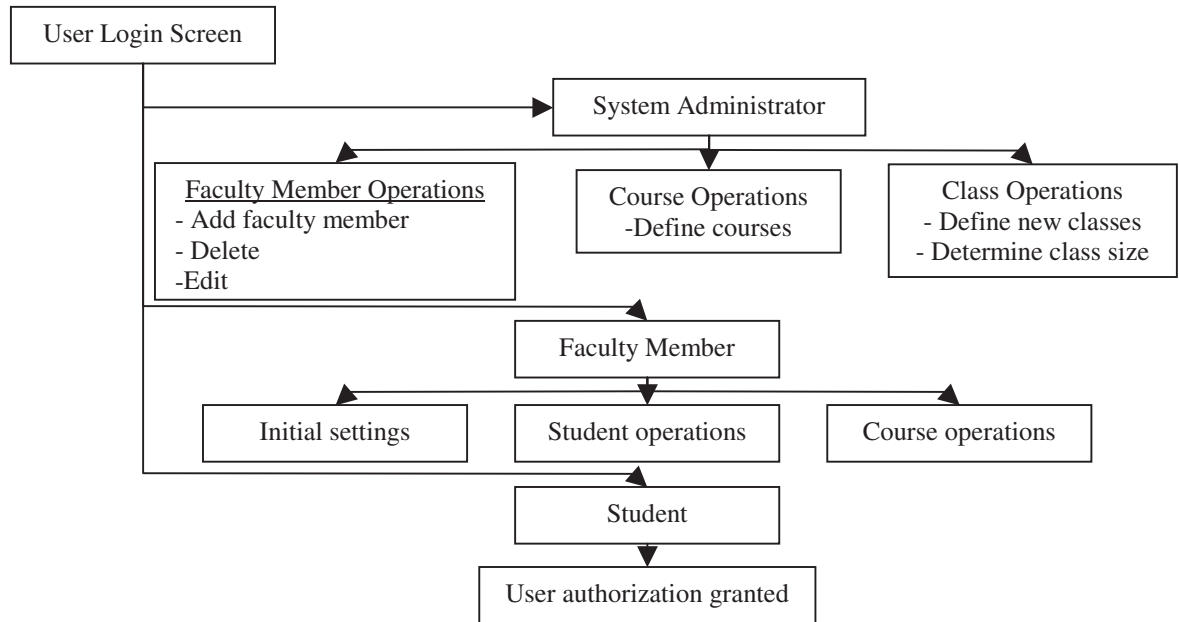 User Login Screen
System Administrator
Faculty Member Operations
- Add faculty member
- Delete
-Edit
Course Operations
-Define courses
Class Operations
- Define new classes
- Determine class size
Faculty Member
Initial settings
Student operations
Course operations
Student
User authorization granted